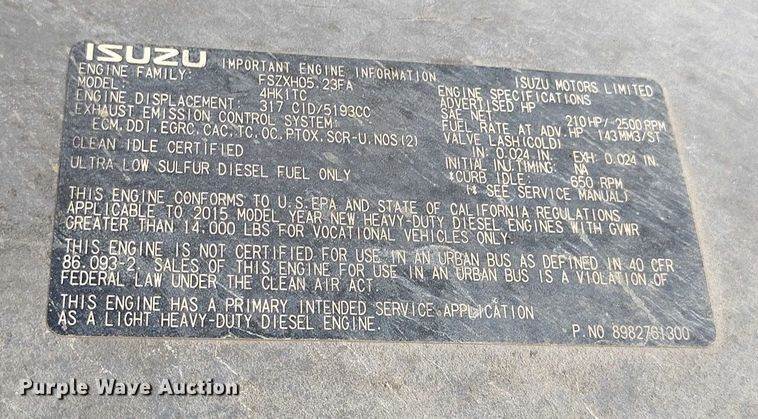 ISUZU IMPORTANT ENGINE INFORMATION
ENGINE FAMILY: FSZXH05.23FA
MODEL: 4HK1TC
ENGINE DISPLACEMENT: 317 CID/5193CC
EXHAUST EMISSION CONTROL SYSTEM:
ECM,DDI,EGRC,CAC,TC,OC,PTOX,SCR-U,NOS(2)
CLEAN IDLE CERTIFIED
ULTRA LOW SULFUR DIESEL FUEL ONLY
ISUZU MOTORS LIMITED
ENGINE SPECIFICATIONS
ADVERTISED HP
SAE NET 210HP/ 2500 RPM
FUEL RATE AT ADV.HP 143MM3/ST
VALVE LASH(COLD)
IN: 0.024 IN. EXH: 0.024 IN.
INITIAL INJ.TIMING: NA
*CURB IDLE: 650 RPM
(* SEE SERVICE MANUAL)
THIS ENGINE CONFORMS TO U.S.EPA AND STATE OF CALIFORNIA REGULATIONS
APPLICABLE TO 2015 MODEL YEAR NEW HEAVY-DUTY DIESEL ENGINES WITH GVWR
GREATER THAN 14,000 LBS FOR VOCATIONAL VEHICLES ONLY.
THIS ENGINE IS NOT CERTIFIED FOR USE IN AN URBAN BUS AS DEFINED IN 40 CFR
86.093-2. SALES OF THIS ENGINE FOR USE IN AN URBAN BUS IS A VIOLATION OF
FEDERAL LAW UNDER THE CLEAN AIR ACT.
THIS ENGINE HAS A PRIMARY INTENDED SERVICE APPLICATION
AS A LIGHT HEAVY-DUTY DIESEL ENGINE.
P.NO 8982761300
Purple Wave Auction